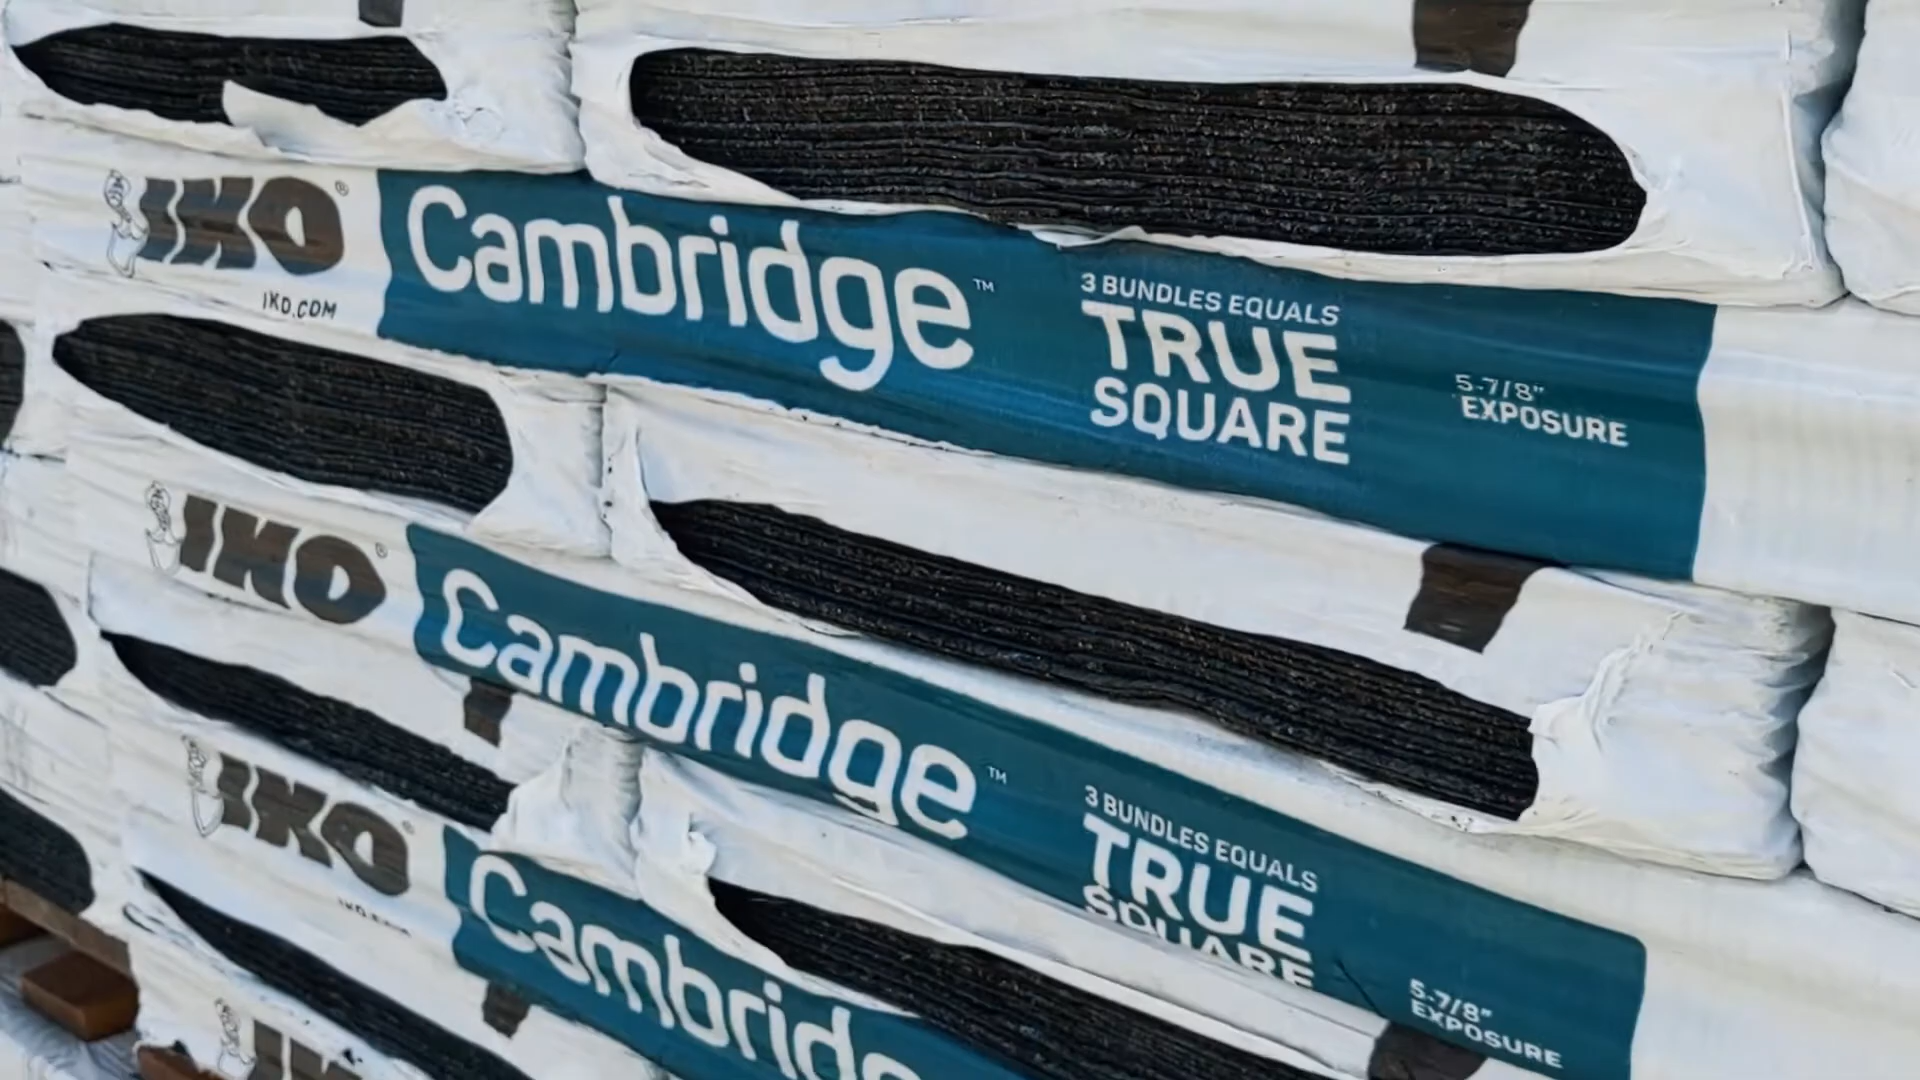 IKO®
IKO.COM
Cambridge™
3 BUNDLES EQUALS
TRUE
SQUARE
5-7/8"
EXPOSURE
IKO®
Cambridge™
3 BUNDLES EQUALS
TRUE
SQUARE
5-7/8"
EXPOSURE
IKO®
Cambridge